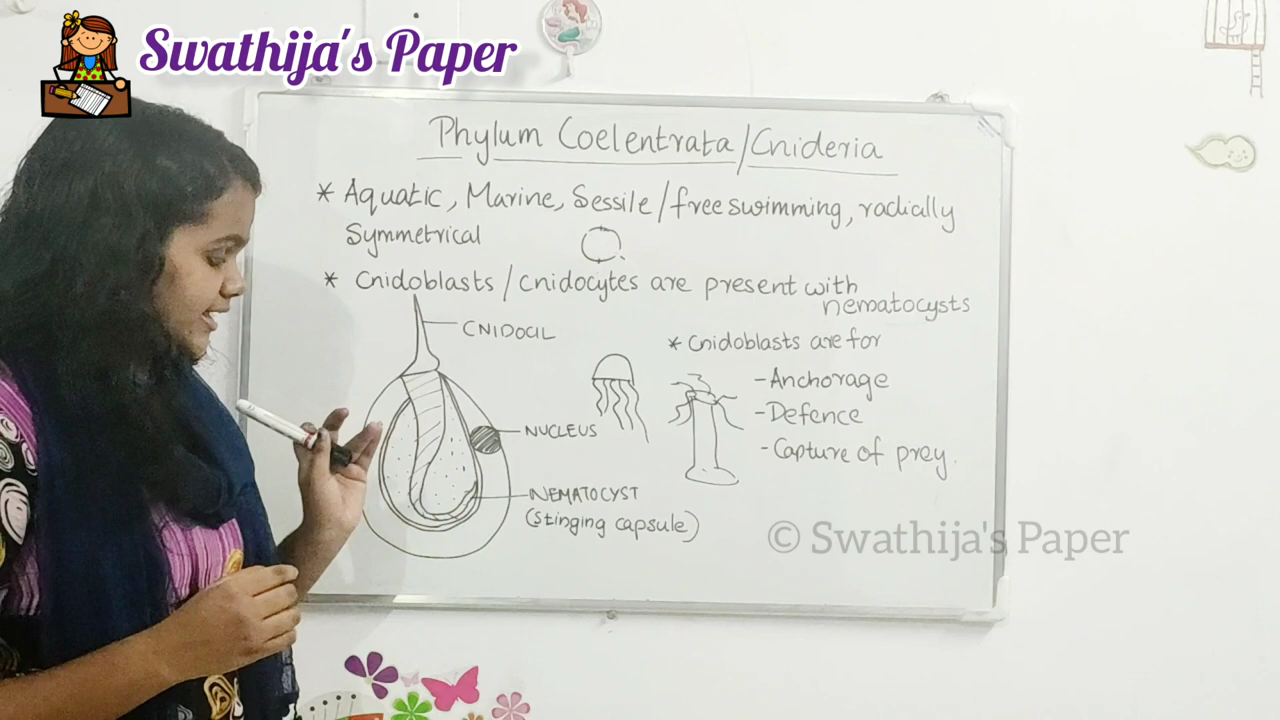 Swathija's Paper
Phylum Coelentrata/Cnideria
* Aquatic, Marine, Sessile/free swimming, radially
Symmetrical
* Cnidoblasts/cnidocytes are present with
nematocysts
CNIDOCIL
NUCLEUS
NEMATOCYST
(Stinging capsule)
* Cnidoblasts are for
-Anchorage
-Defence
-Capture of prey.
© Swathija's Paper